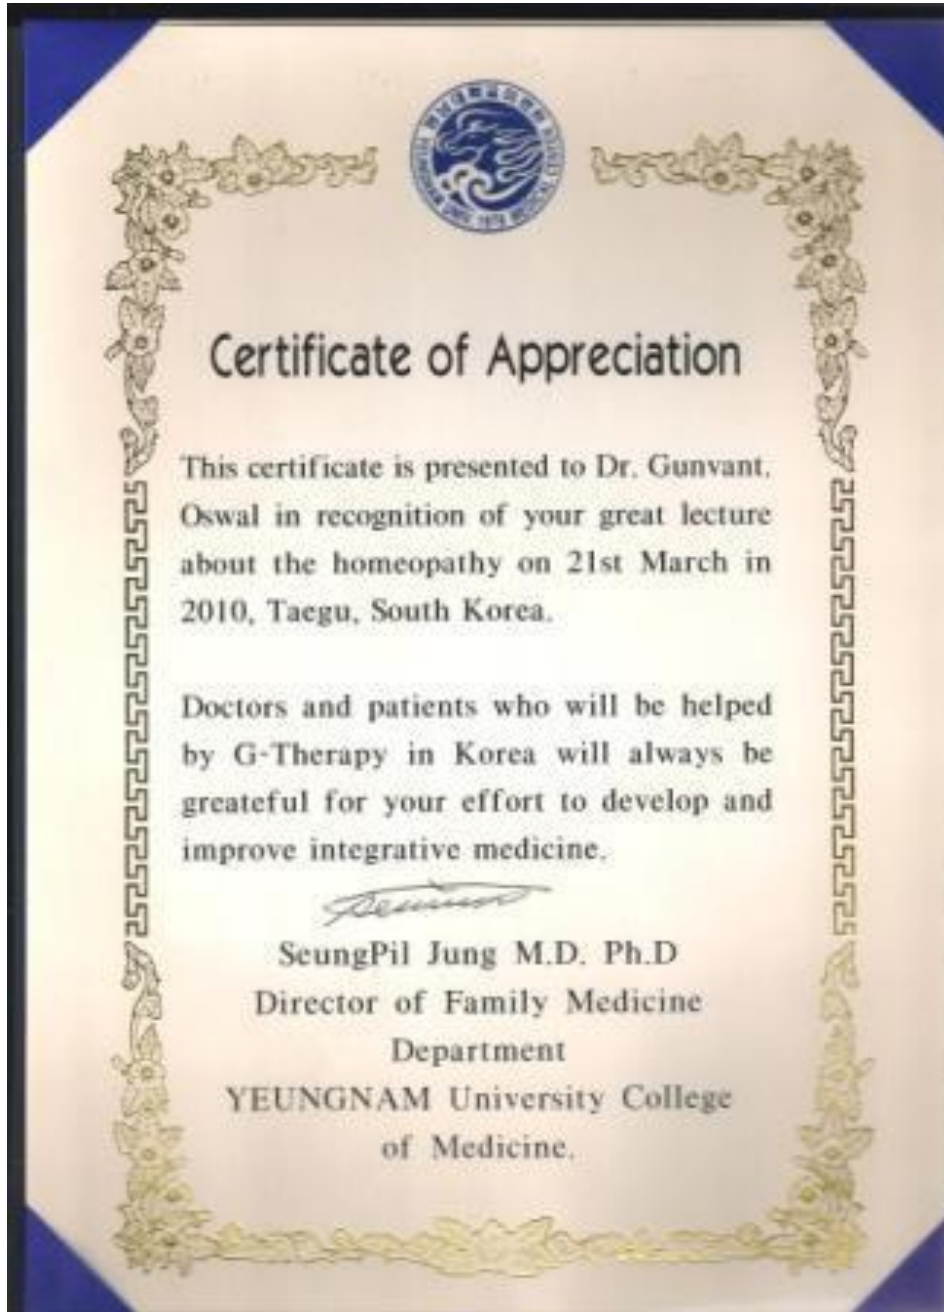 Certificate of Appreciation
This certificate is presented to Dr. Gunvant.
Oswal in recognition of your great lecture
about the homeopathy on 21st March in
2010, Taegu, South Korea.
Doctors and patients who will be helped
by G-Therapy in Korea will always be
greateful for your effort to develop and
improve integrative medicine.
SeungPil Jung M.D. Ph.D
Director of Family Medicine
Department
YEUNGNAM University College
of Medicine.